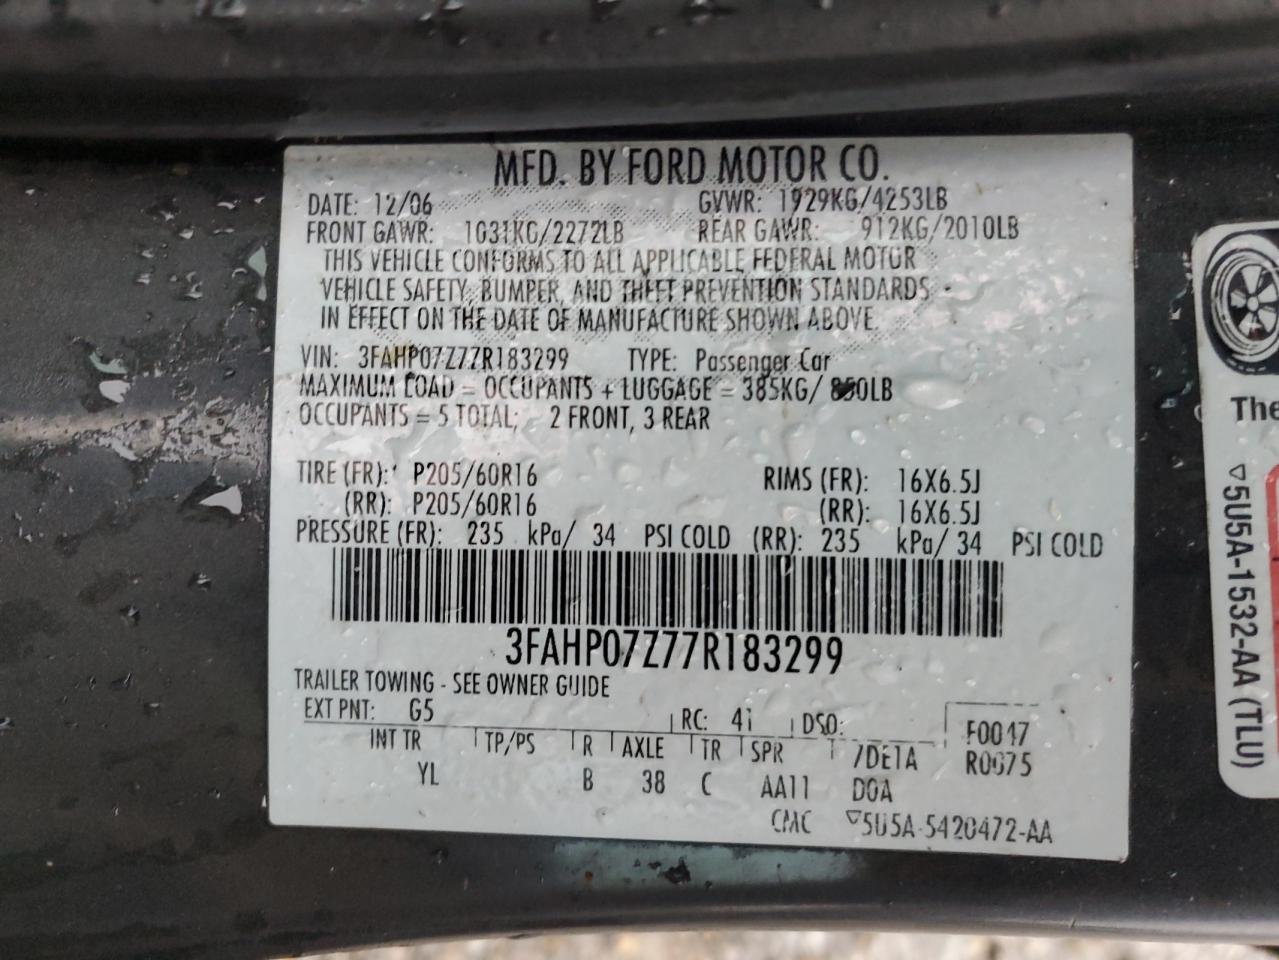 MFD. BY FORD MOTOR CO.
DATE: 12/06 GVWR: 1929KG/4253LB
FRONT GAWR: 1031KG/2272LB REAR GAWR: 912KG/2010LB
THIS VEHICLE CONFORMS TO ALL APPLICABLE FEDERAL MOTOR
VEHICLE SAFETY, BUMPER, AND THEFT PREVENTION STANDARDS
IN EFFECT ON THE DATE OF MANUFACTURE SHOWN ABOVE.
VIN: 3FAHP07Z77R183299 TYPE: Passenger Car
MAXIMUM LOAD = OCCUPANTS + LUGGAGE = 385KG/ 850LB
OCCUPANTS = 5 TOTAL; 2 FRONT, 3 REAR
TIRE (FR): P205/60R16 RIMS (FR): 16X6.5J
(RR): P205/60R16 (RR): 16X6.5J
PRESSURE (FR): 235 kPa/ 34 PSI COLD (RR): 235 kPa/ 34 PSI COLD
3FAHP07Z77R183299
TRAILER TOWING - SEE OWNER GUIDE
EXT PNT: G5 RC: 41 DSO: F0047
INT TR TP/PS R AXLE TR SPR 7DE1A R0075
YL B 38 C AA11 DGA
CMC ▽5U5A-5420472-AA
The
▽5U5A-1532-AA (TLU)